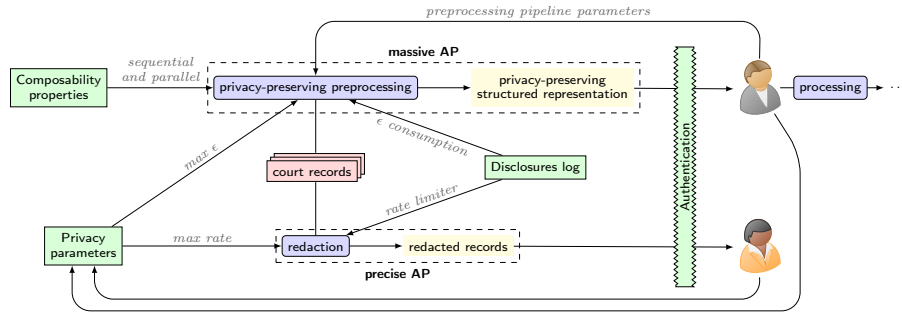 preprocessing pipeline parameters
massive AP
sequential
and parallel
Composability
properties
privacy-preserving preprocessing
privacy-preserving
structured representation
processing
ϵ consumption
max ϵ
court records
Disclosures log
Authentication
rate limiter
Privacy
parameters
max rate
redaction
redacted records
precise AP